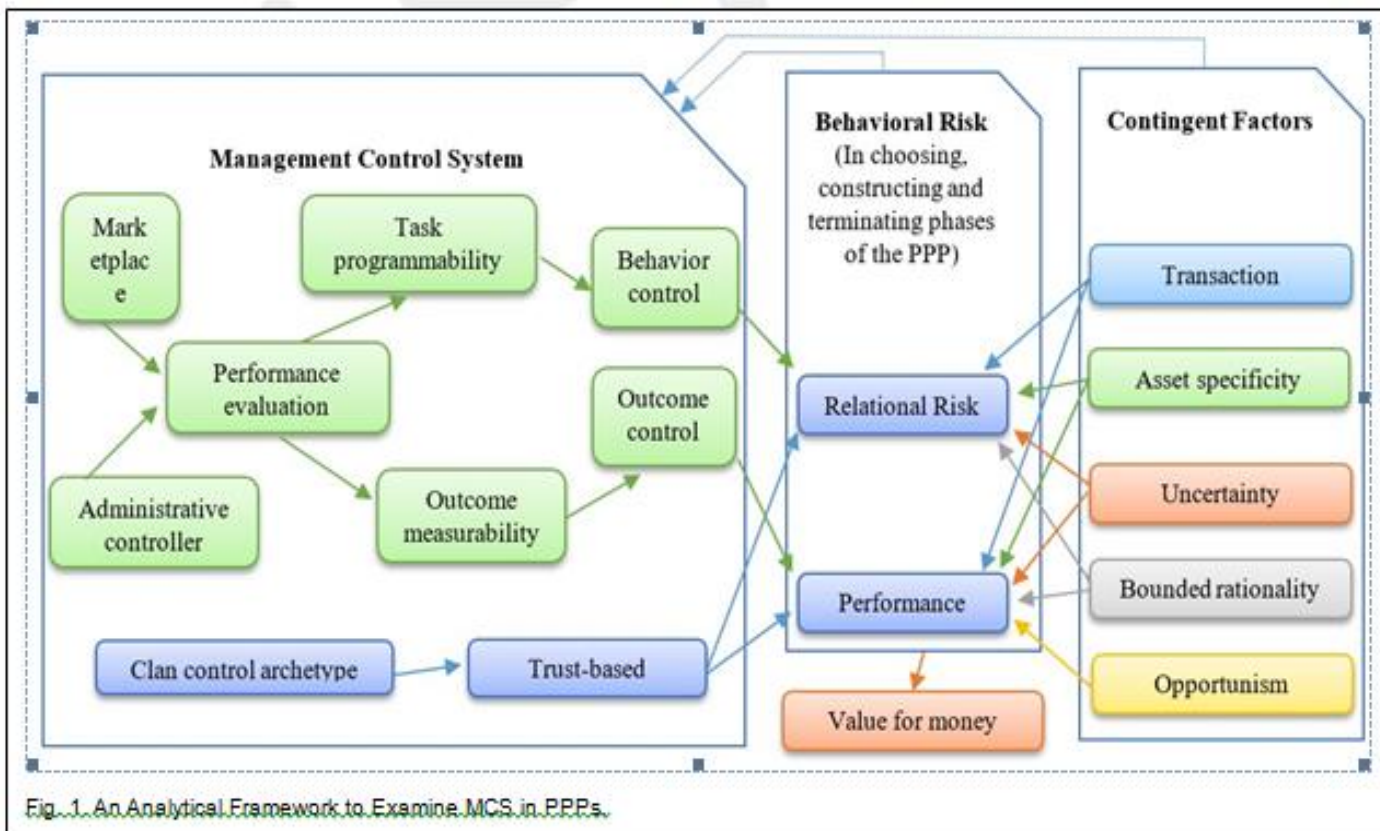 Management Control System
Mark
etplac
e
Task
programmability
Behavior
control
Performance
evaluation
Outcome
control
Administrative
controller
Outcome
measurability
Clan control archetype
Trust-based
Behavioral Risk
(In choosing,
constructing and
terminating phases
of the PPP)
Relational Risk
Performance
Value for money
Contingent Factors
Transaction
Asset specificity
Uncertainty
Bounded rationality
Opportunism
Fig. 1. An Analytical Framework to Examine MCS in PPPs.